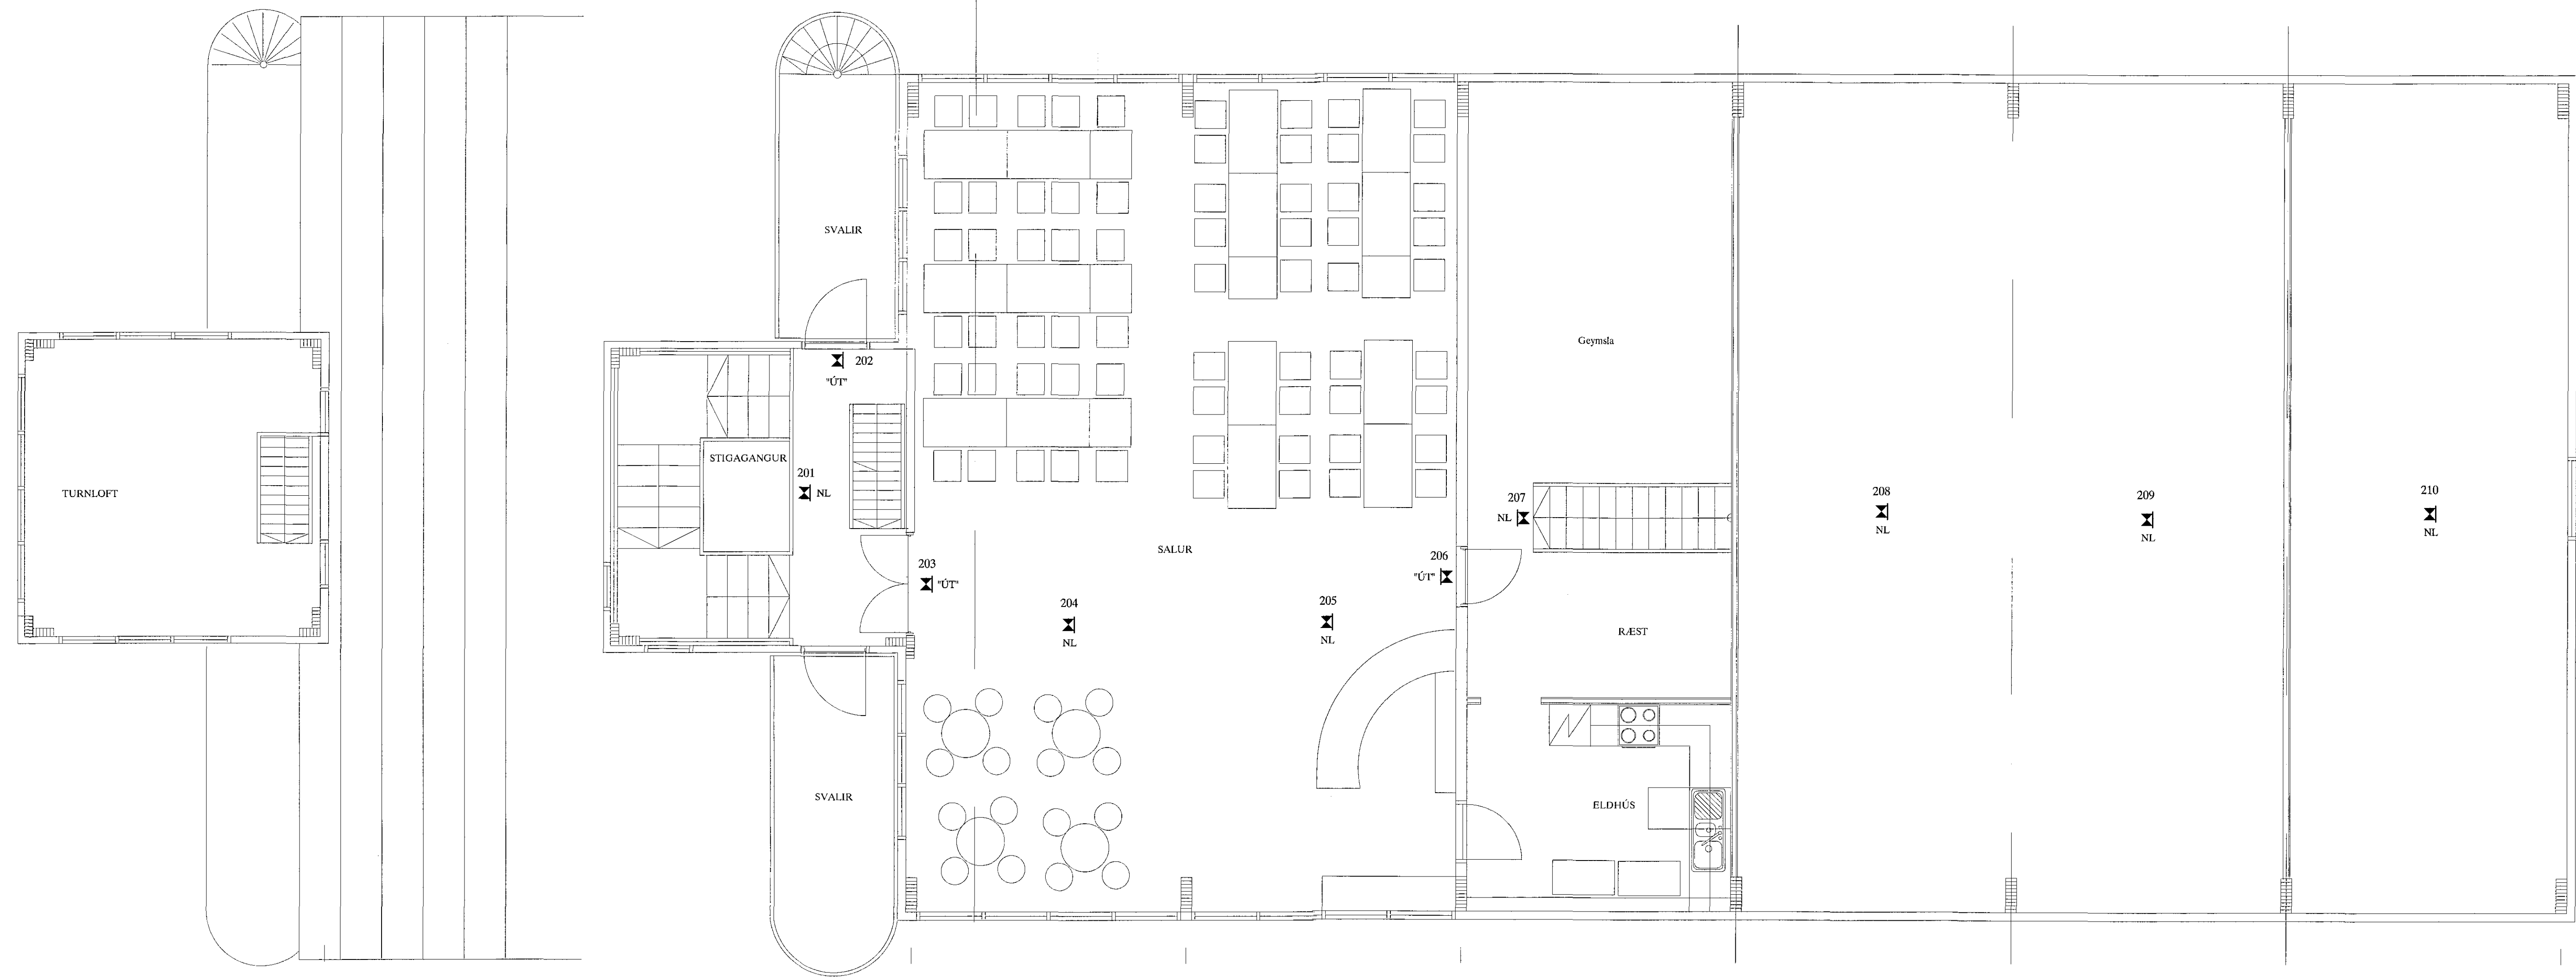 TURNLOFT
SVALIR
202
"ÚT"
STIGAGANGUR
201
NL
203
"ÚT"
SALUR
204
NL
205
NL
206
"ÚT"
SVALIR
Geymsla
207
NL
RÆST
ELDHÚS
208
NL
209
NL
210
NL